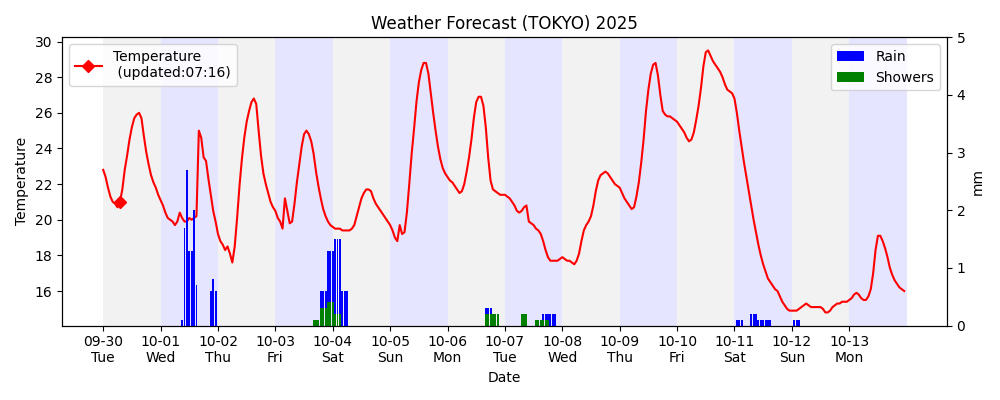 Weather Forecast (TOKYO) 2025
Temperature
(updated:07:16)
Rain
Showers
30
28
26
24
22
20
18
16
Temperature
5
4
3
2
1
0
mm
09-30 10-01 10-02 10-03 10-04 10-05 10-06 10-07 10-08 10-09 10-10 10-11 10-12 10-13
Tue Wed Thu Fri Sat Sun Mon Tue Wed Thu Fri Sat Sun Mon
Date